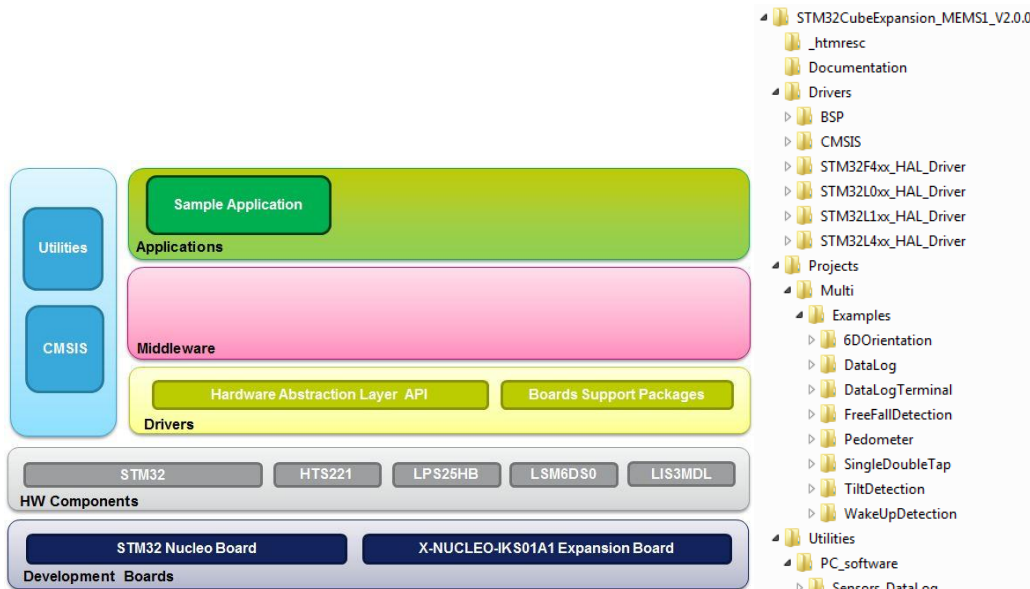 Utilities
CMSIS
Sample Application
Applications
Middleware
Hardware Abstraction Layer API
Boards Support Packages
Drivers
STM32
HTS221
LPS25HB
LSM6DS0
LIS3MDL
HW Components
STM32 Nucleo Board
X-NUCLEO-IKS01A1 Expansion Board
Development Boards
STM32CubeExpansion_MEMS1_V2.0.0
_htmresc
Documentation
Drivers
BSP
CMSIS
STM32F4xx_HAL_Driver
STM32L0xx_HAL_Driver
STM32L1xx_HAL_Driver
STM32L4xx_HAL_Driver
Projects
Multi
Examples
6DOrientation
DataLog
DataLogTerminal
FreeFallDetection
Pedometer
SingleDoubleTap
TiltDetection
WakeUpDetection
Utilities
PC_software
Sensors_DataLog